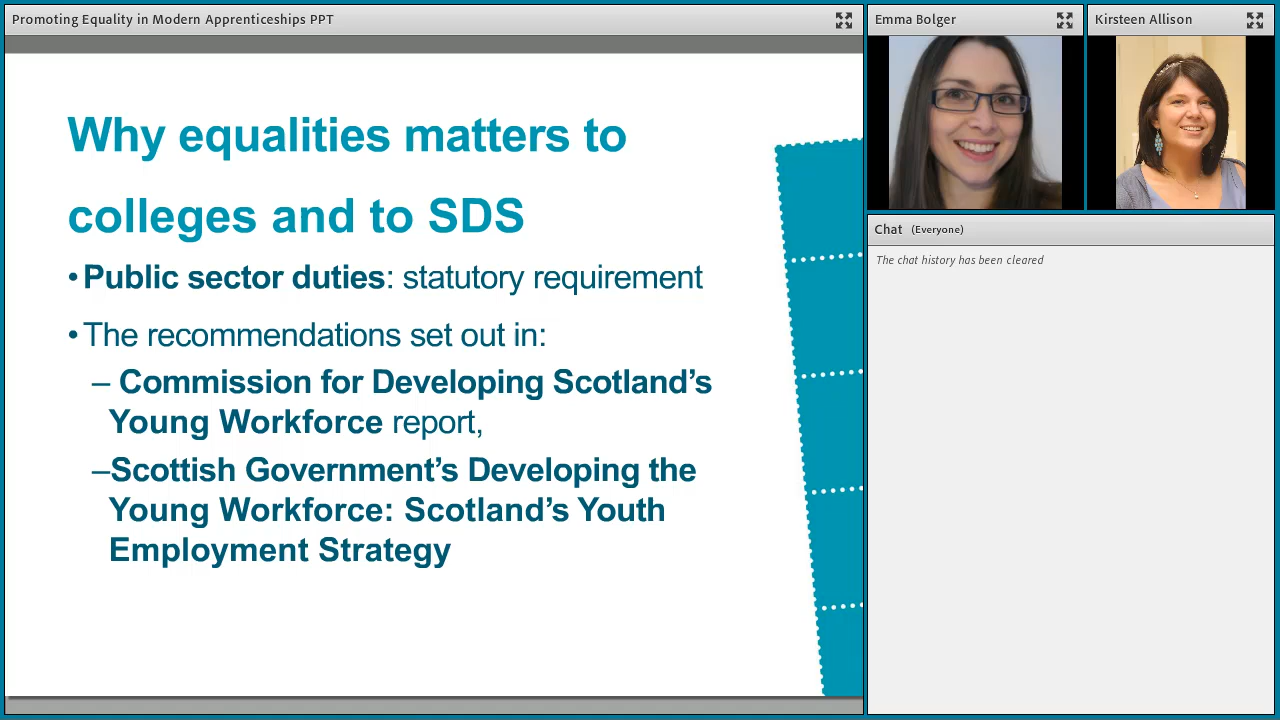 Promoting Equality in Modern Apprenticeships PPT
Emma Bolger
Kirsteen Allison
Why equalities matters to
colleges and to SDS
•Public sector duties: statutory requirement
•The recommendations set out in:
– Commission for Developing Scotland’s
Young Workforce report,
–Scottish Government’s Developing the
Young Workforce: Scotland’s Youth
Employment Strategy
Chat (Everyone)
The chat history has been cleared